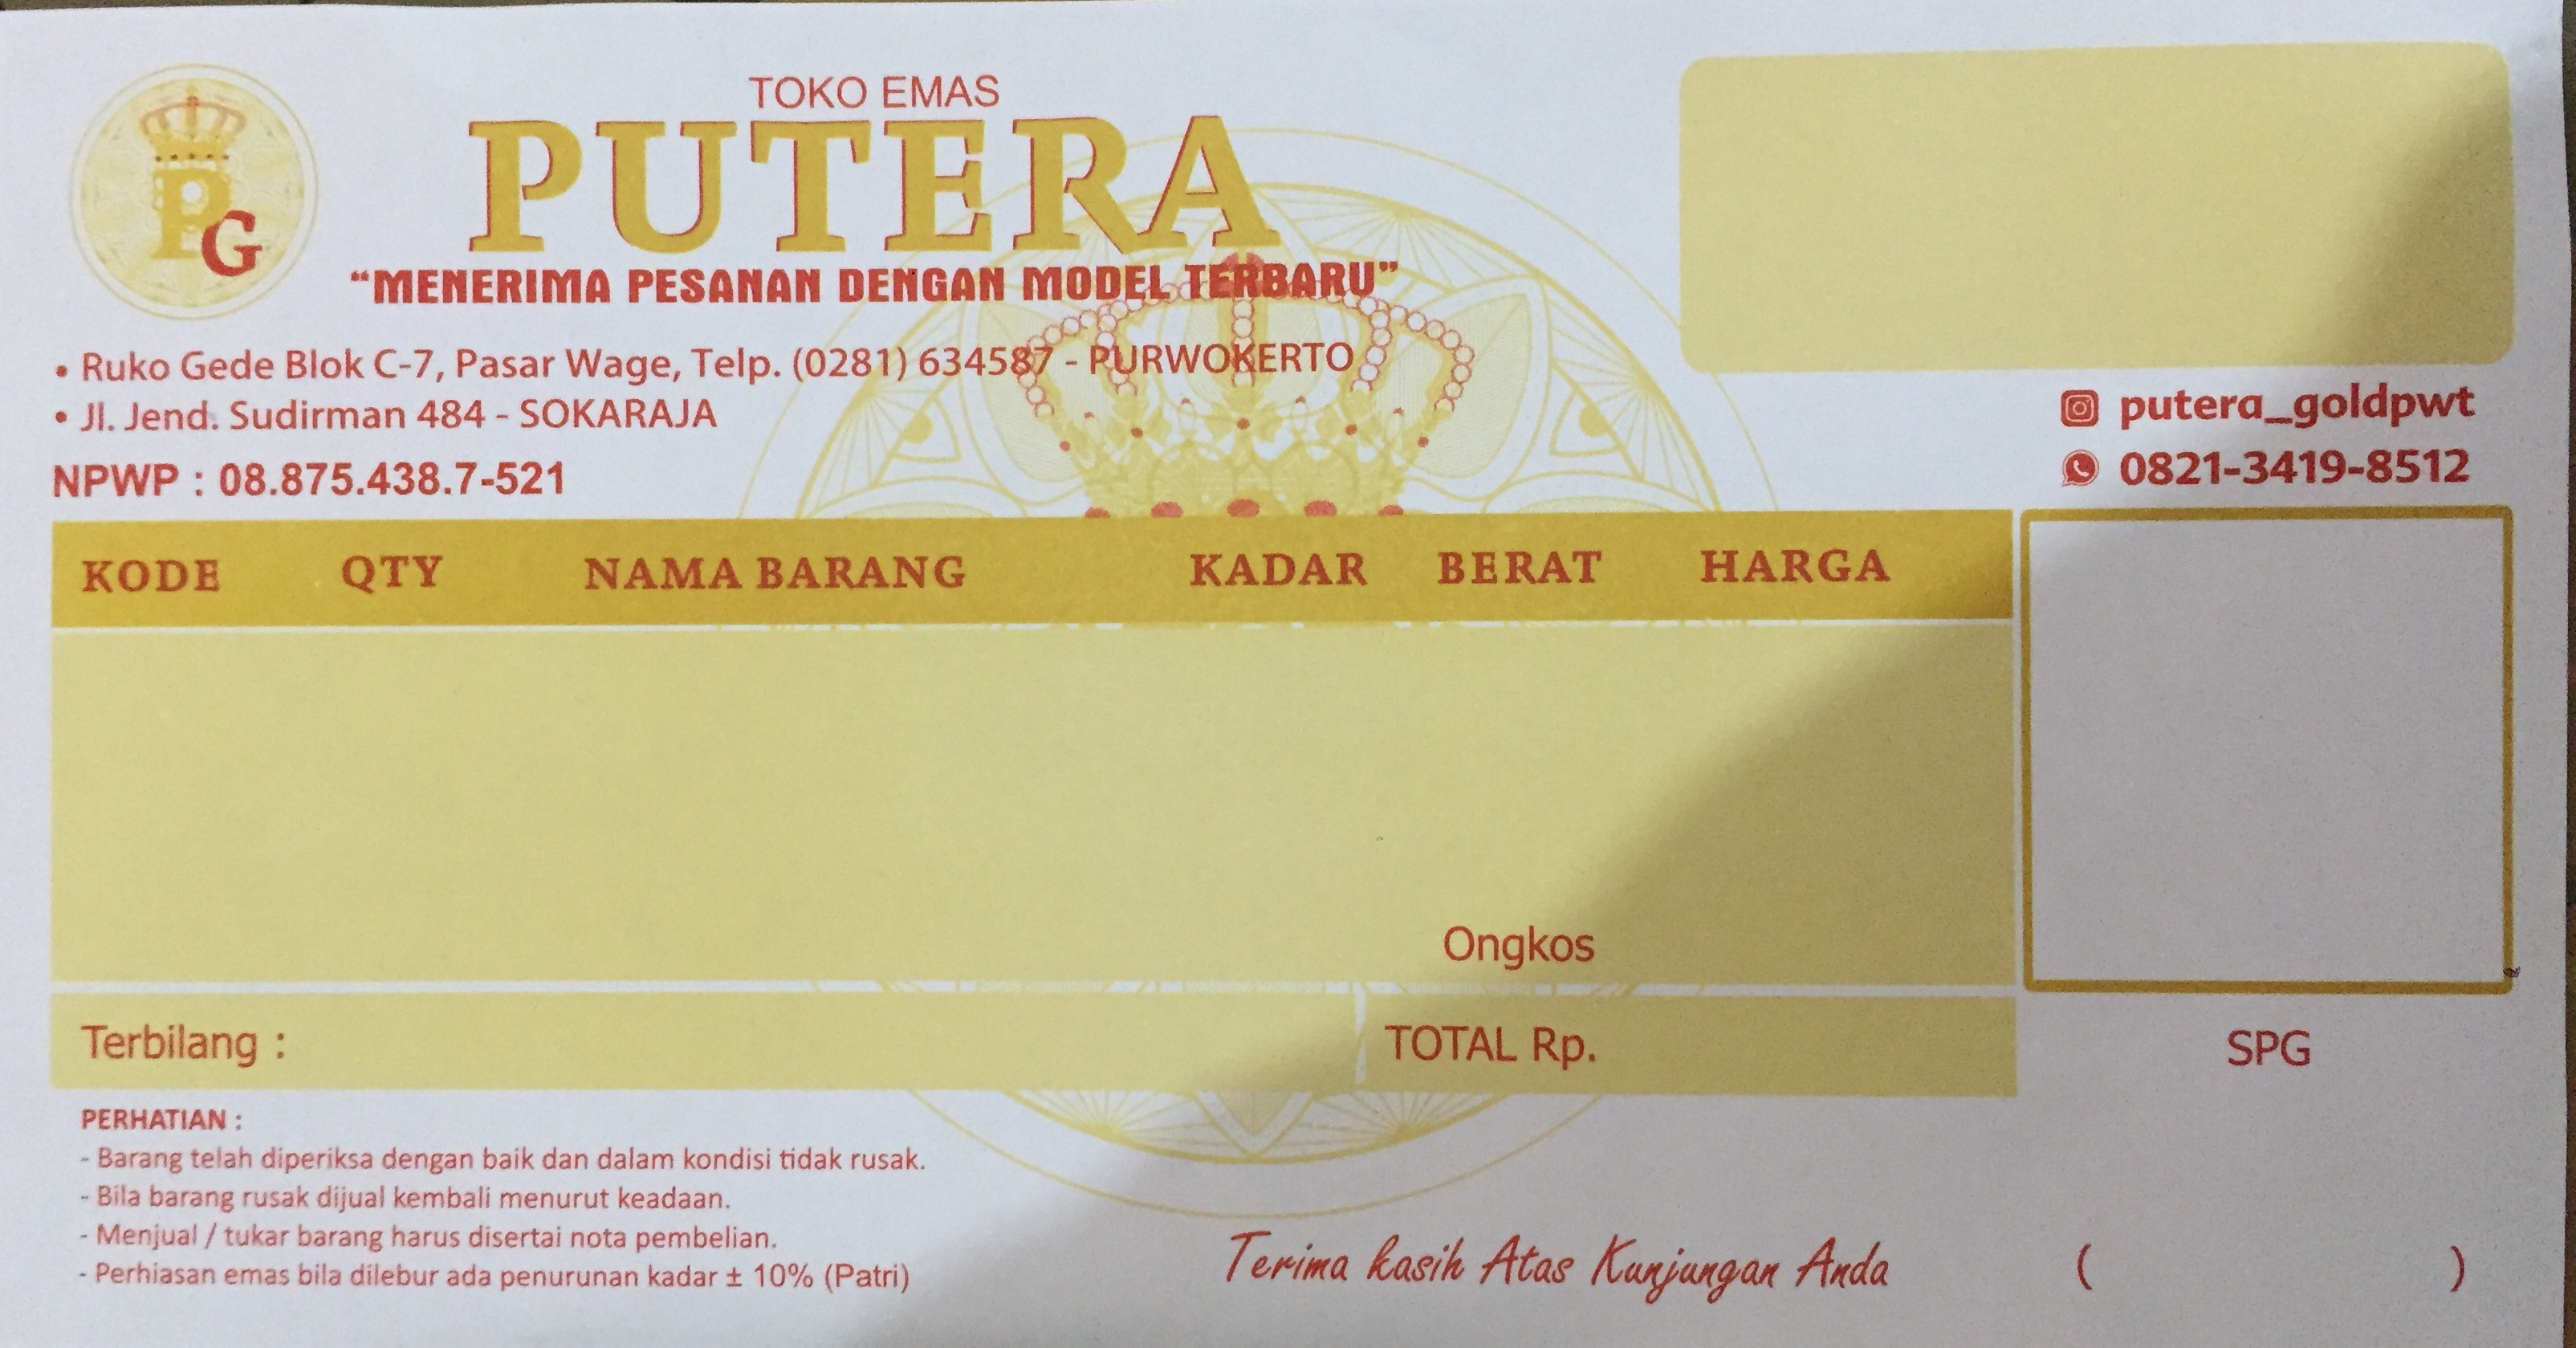 PG
TOKO EMAS
PUTERA
“MENERIMA PESANAN DENGAN MODEL TERBARU”
• Ruko Gede Blok C-7, Pasar Wage, Telp. (0281) 634587 - PURWOKERTO
• Jl. Jend. Sudirman 484 - SOKARAJA
NPWP : 08.875.438.7-521
putera_goldpwt
0821-3419-8512
KODE QTY NAMA BARANG KADAR BERAT HARGA
Ongkos
Terbilang : TOTAL Rp.
SPG
PERHATIAN :
- Barang telah diperiksa dengan baik dan dalam kondisi tidak rusak.
- Bila barang rusak dijual kembali menurut keadaan.
- Menjual / tukar barang harus disertai nota pembelian.
- Perhiasan emas bila dilebur ada penurunan kadar ± 10% (Patri)
Terima kasih Atas Kunjungan Anda ( )